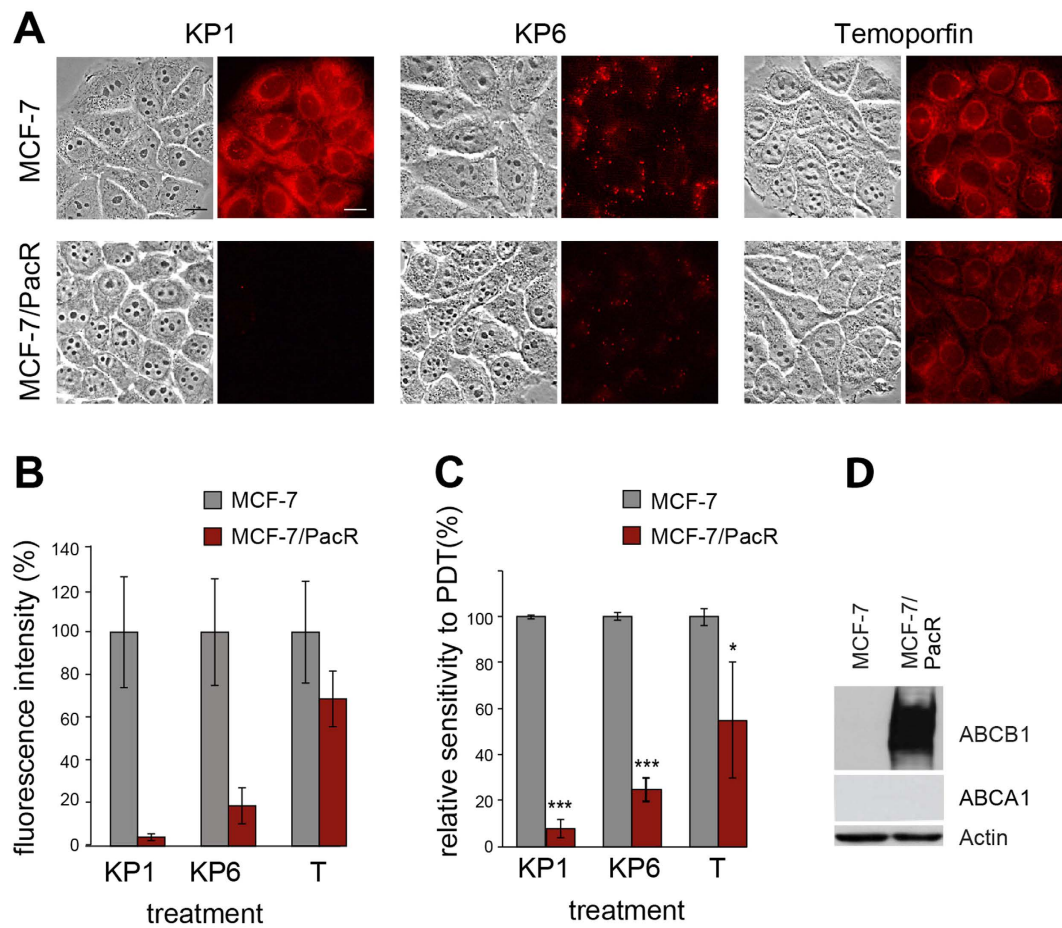 A
KP1
KP6
Temoporfin
MCF-7
MCF-7/PacR
B
MCF-7
MCF-7/PacR
fluorescence intensity (%)
140
120
100
80
60
40
20
0
KP1
KP6
T
treatment
C
MCF-7
MCF-7/PacR
relative sensitivity to PDT(%)
100
80
60
40
20
0
***
***
*
KP1
KP6
T
treatment
D
MCF-7
MCF-7/
PacR
ABCB1
ABCA1
Actin